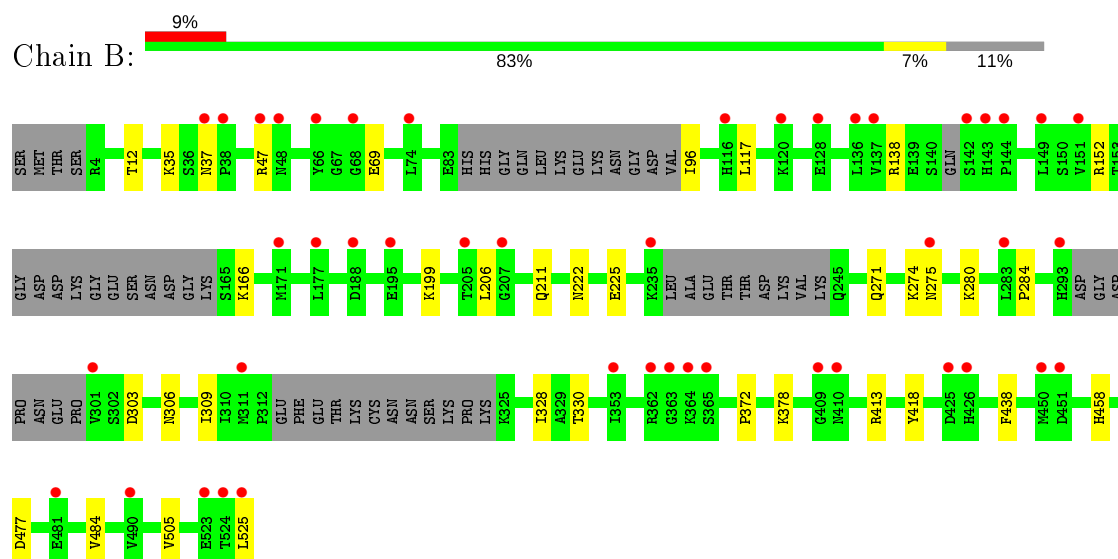 9%
Chain B:
83% 7% 11%
SER MET THR SER R4 T12 K35 S36 N37 P38 R47 N48 Y66 G67 G68 E69 L74 E83 HIS HIS GLY GLN LEU LYS GLU LYS ASN GLY ASP VAL I96 H116 L117 K120 E128 L136 V137 R138 E139 S140 GLN S142 H143 P144 L149 S150 V151 R152 T153
GLY ASP ASP LYS GLY GLU SER ASN ASP GLY LYS S165 K166 M171 L177 D188 E195 K199 T205 L206 G207 Q211 N222 E225 K235 LEU ALA GLU THR THR ASP LYS VAL LYS Q245 Q271 K274 N275 K280 L283 P284 H293 ASP GLY ASP
PRO ASN GLU PRO V301 S302 D303 N306 I309 I310 M311 P312 GLU PHE GLU THR LYS CYS ASN ASN SER LYS PRO LYS K325 I328 A329 T330 I353 R362 G363 K364 S365 P372 K378 G409 N410 R413 Y418 D425 H426 F438 M450 D451 H458
D477 E481 V484 V490 V505 E523 T524 L525